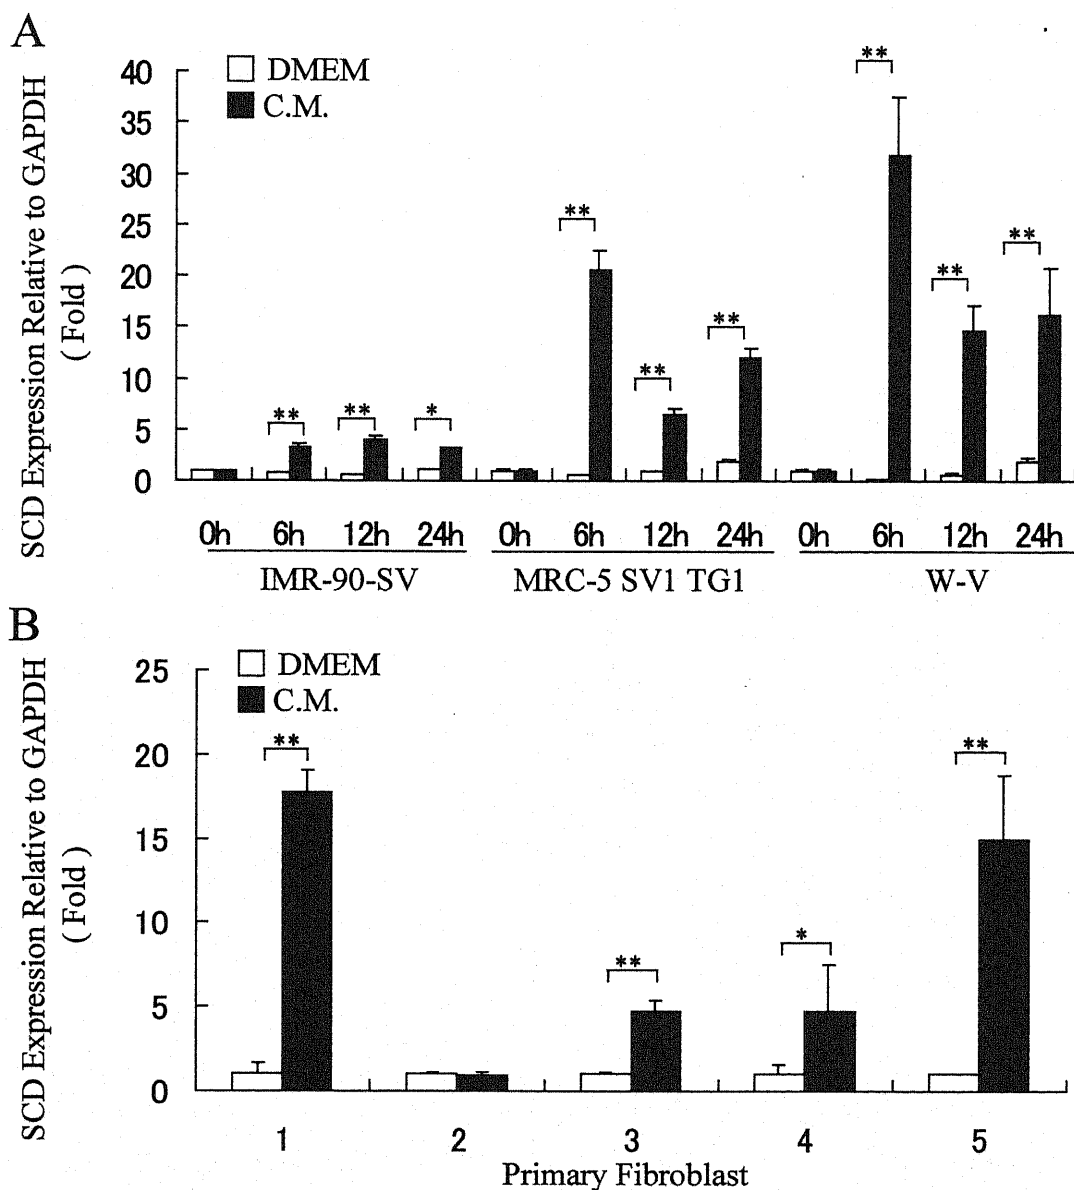 A
SCD Expression Relative to GAPDH
( Fold )
DMEM
C.M.
40
35
30
25
20
15
10
5
0
** ** * ** ** ** ** ** **
0h 6h 12h 24h 0h 6h 12h 24h 0h 6h 12h 24h
IMR-90-SV MRC-5 SV1 TG1 W-V
B
SCD Expression Relative to GAPDH
( Fold )
DMEM
C.M.
25
20
15
10
5
0
** ** * **
1 2 3 4 5
Primary Fibroblast